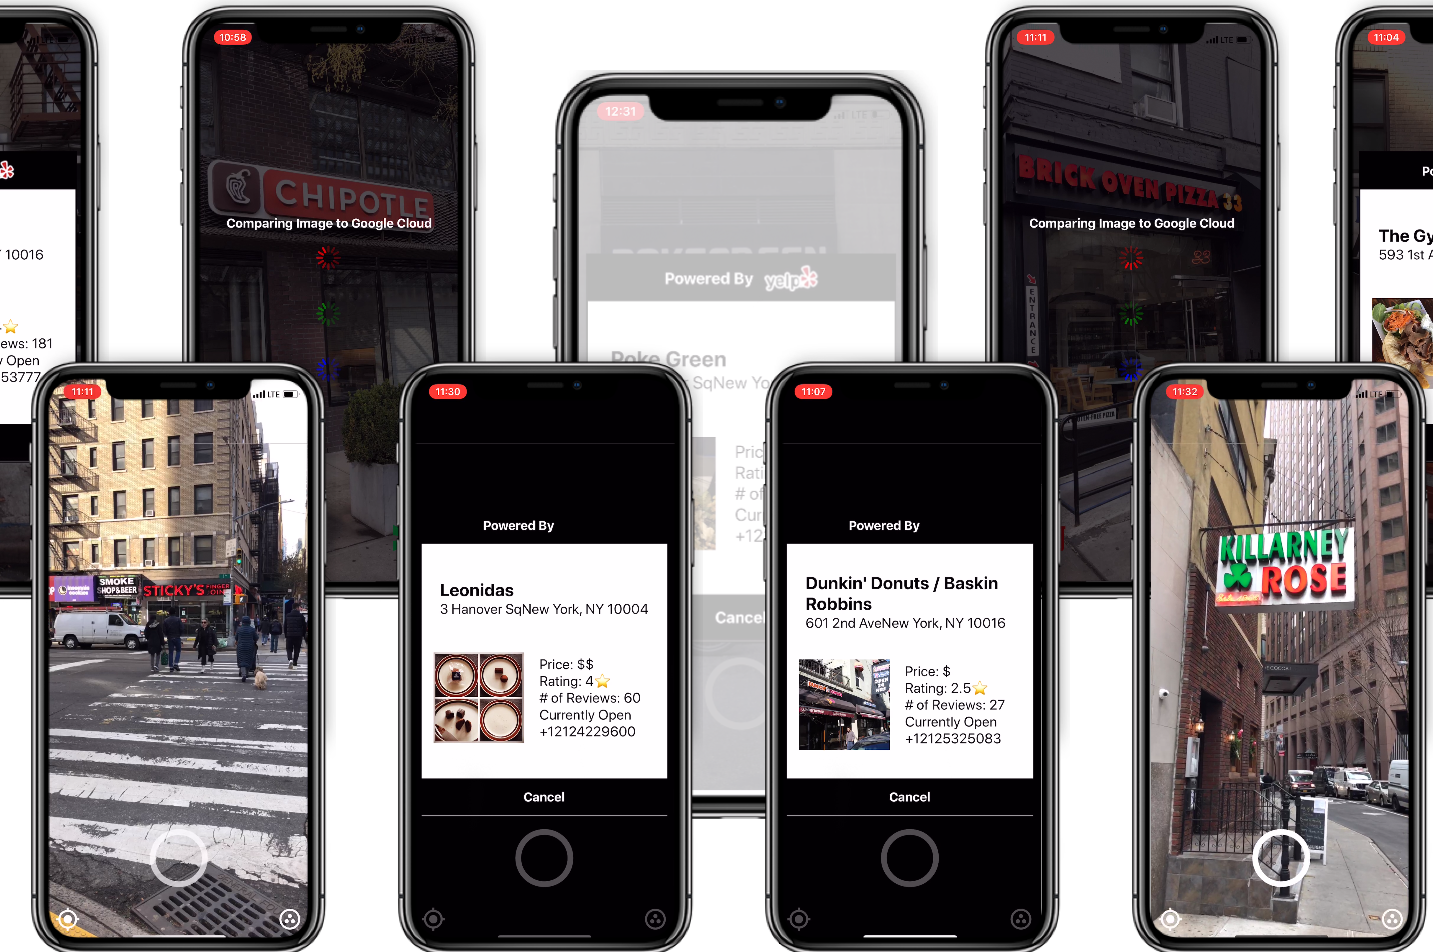 10:58
CHIPOTLE
Comparing Image to Google Cloud
12:31
LTE
Powered By yelp
Poke Green
SqNew Yo
Pric
Rati
# of
Cur
+12
Cancel
11:11
LTE
BRICK OVEN PIZZA 33
Comparing Image to Google Cloud
ENTRANCE
11:04
Po
The Gy
593 1st A
10016
ews: 181
Open
53777
11:11
LTE
SMOKE
SHOP&BEER
STICKY'S FINGER
11:30
Powered By
Leonidas
3 Hanover SqNew York, NY 10004
Price: $$
Rating: 4⭐
# of Reviews: 60
Currently Open
+12124229600
Cancel
11:07
Powered By
Dunkin' Donuts / Baskin
Robbins
601 2nd AveNew York, NY 10016
Price: $
Rating: 2.5⭐
# of Reviews: 27
Currently Open
+12125325083
Cancel
11:32
LTE
KILLARNEY
ROSE